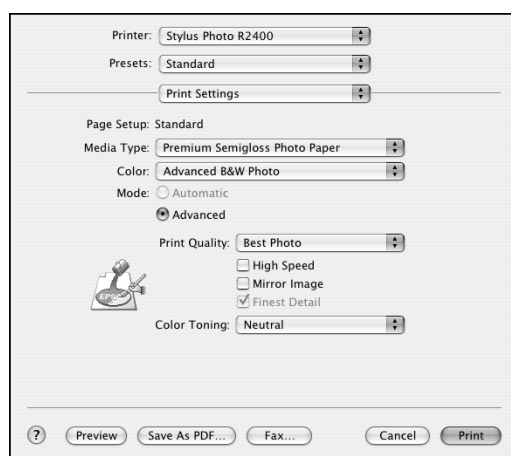 Printer: Stylus Photo R2400
Presets: Standard
Print Settings
Page Setup: Standard
Media Type: Premium Semigloss Photo Paper
Color: Advanced B&W Photo
Mode: Automatic
Advanced
Print Quality: Best Photo
High Speed
Mirror Image
EPSON
Finest Detail
Color Toning: Neutral
? Preview Save As PDF... Fax... Cancel Print